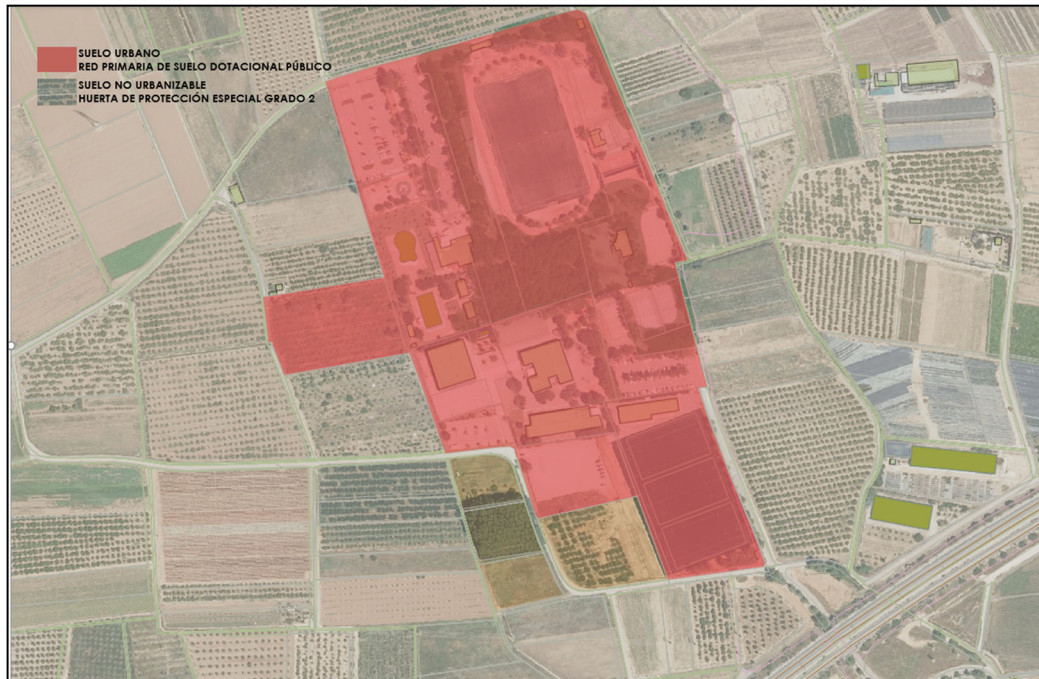 SUELO URBANO
RED PRIMARIA DE SUELO DOTACIONAL PÚBLICO
SUELO NO URBANIZABLE
HUERTA DE PROTECCIÓN ESPECIAL GRADO 2